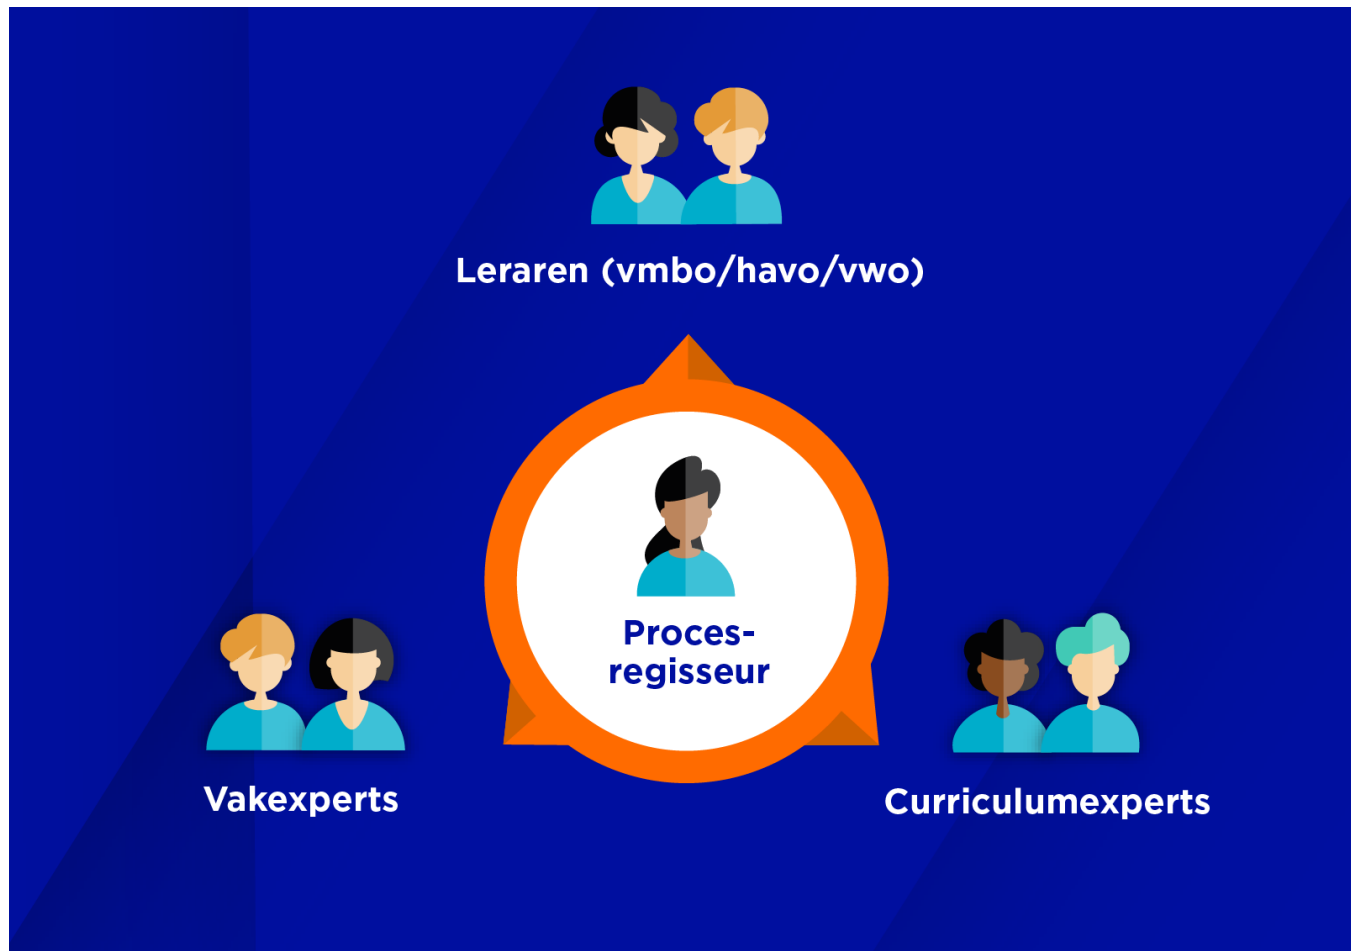 Leraren (vmbo/havo/vwo)
Proces-
regisseur
Vakexperts
Curriculumexperts